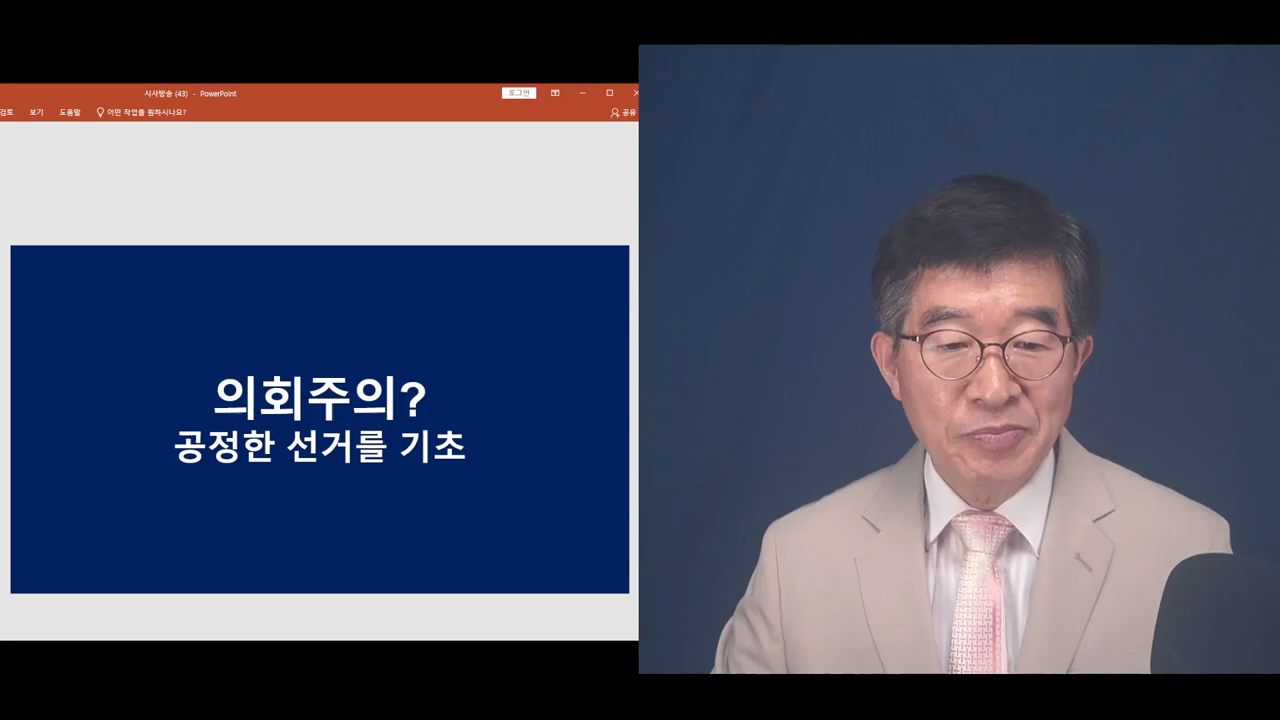 시사방송 (43) - PowerPoint
로그인
검토 보기 도움말 어떤 작업을 원하시나요?
공유
의회주의?
공정한 선거를 기초